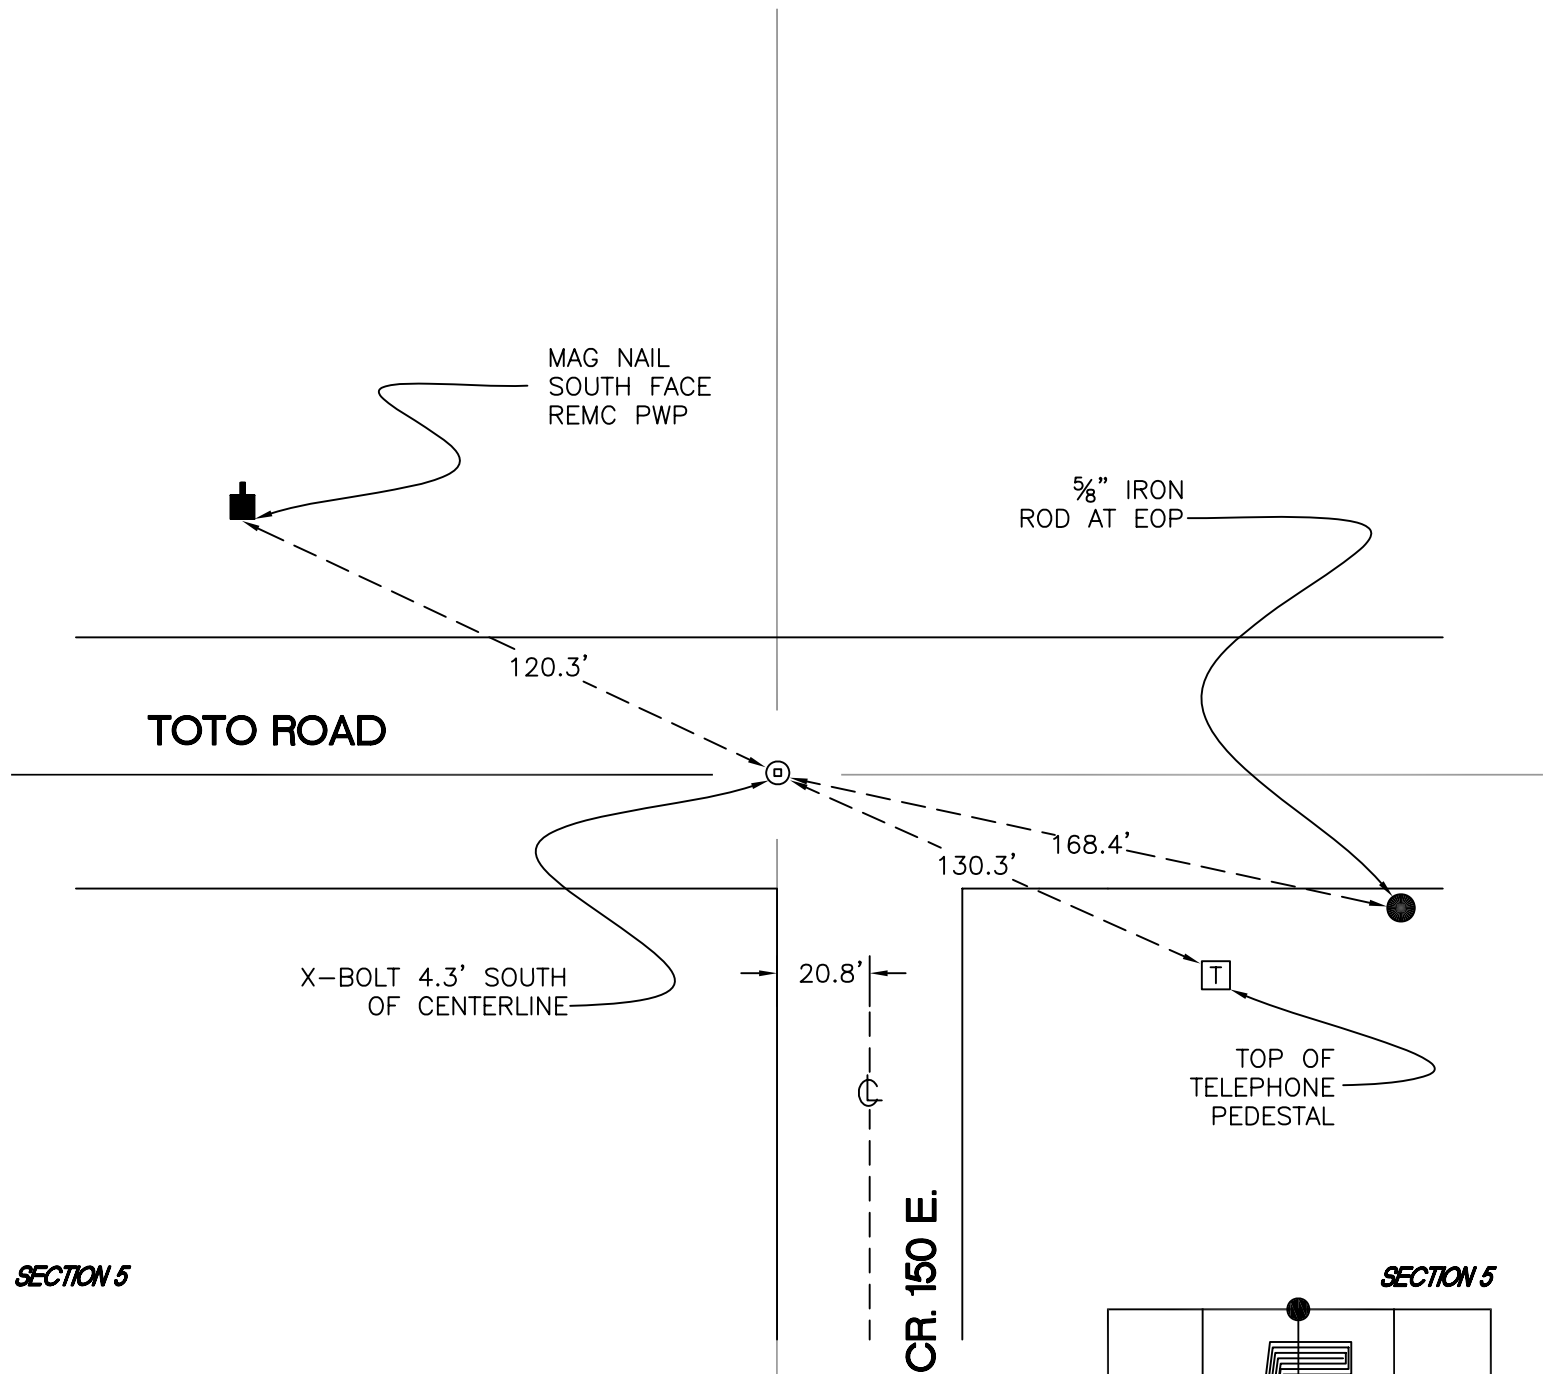 MAG NAIL
SOUTH FACE
REMC PWP
⅝” IRON
ROD AT EOP
120.3’
TOTO ROAD
168.4’
130.3’
X–BOLT 4.3’ SOUTH
OF CENTERLINE
20.8’
T
TOP OF
TELEPHONE
PEDESTAL
℄
CR. 150 E.
SECTION 5
SECTION 5